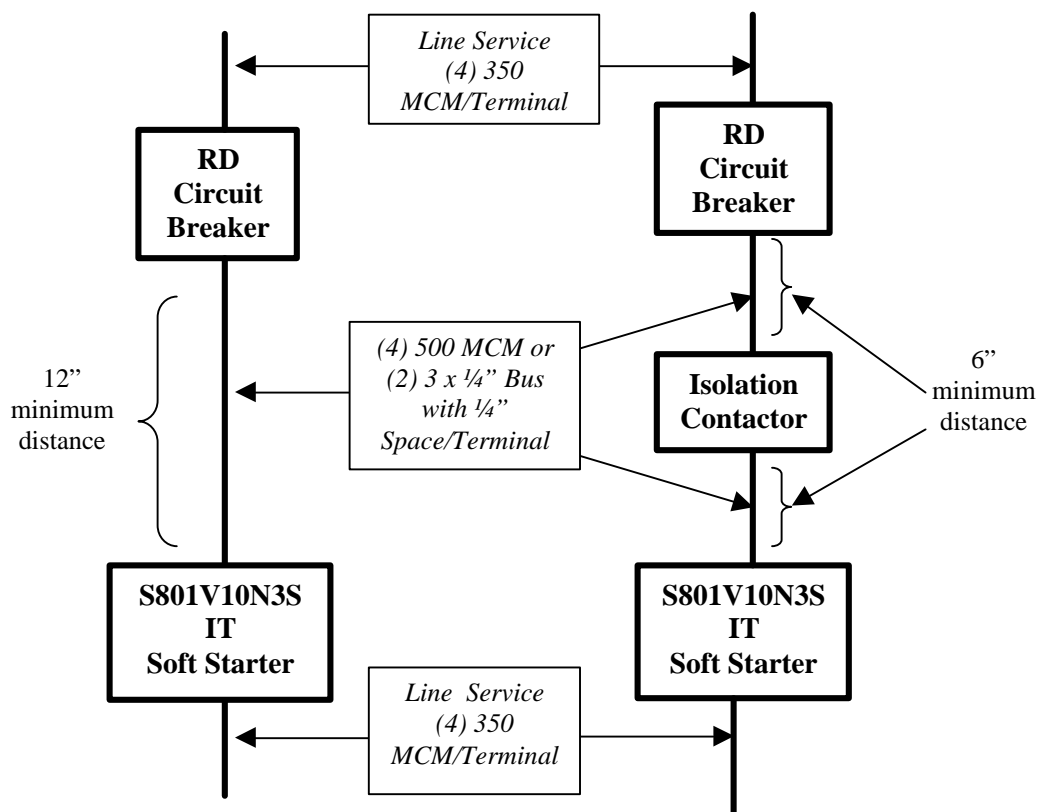 Line Service
(4) 350
MCM/Terminal
RD
Circuit
Breaker
RD
Circuit
Breaker
12”
minimum
distance
(4) 500 MCM or
(2) 3 x ¼” Bus
with ¼”
Space/Terminal
Isolation
Contactor
6”
minimum
distance
S801V10N3S
IT
Soft Starter
S801V10N3S
IT
Soft Starter
Line Service
(4) 350
MCM/Terminal